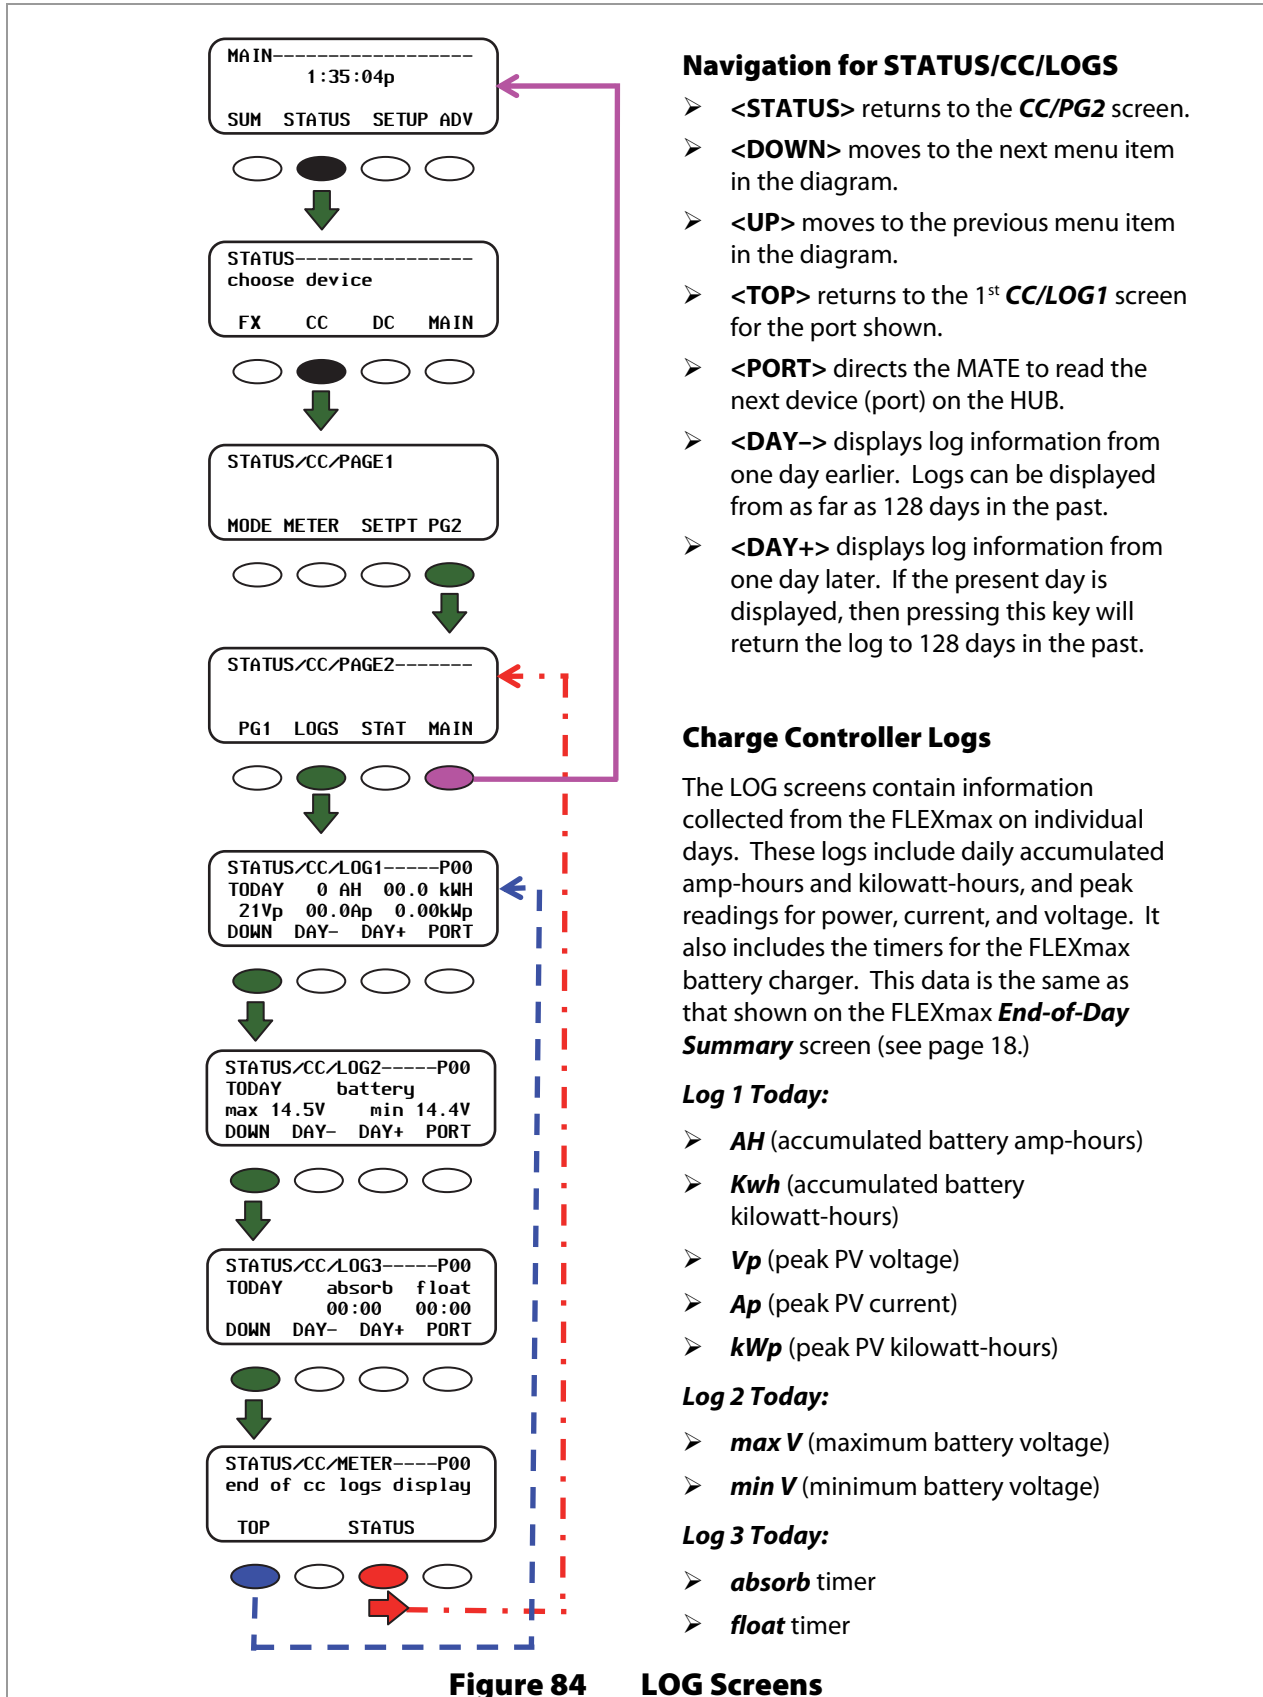 MAIN-------------------
1:35:04p
SUM STATUS SETUP ADV
STATUS-----------------
choose device
FX CC DC MAIN
STATUS/CC/PAGE1
MODE METER SETPT PG2
STATUS/CC/PAGE2-------
PG1 LOGS STAT MAIN
STATUS/CC/LOG1-----P00
TODAY 0 AH 00.0 kWH
21Vp 00.0Ap 0.00kWp
DOWN DAY- DAY+ PORT
STATUS/CC/LOG2-----P00
TODAY battery
max 14.5V min 14.4V
DOWN DAY- DAY+ PORT
STATUS/CC/LOG3-----P00
TODAY absorb float
00:00 00:00
DOWN DAY- DAY+ PORT
STATUS/CC/METER----P00
end of cc logs display
TOP STATUS
Navigation for STATUS/CC/LOGS
➢ <STATUS> returns to the CC/PG2 screen.
➢ <DOWN> moves to the next menu item
in the diagram.
➢ <UP> moves to the previous menu item
in the diagram.
➢ <TOP> returns to the 1st CC/LOG1 screen
for the port shown.
➢ <PORT> directs the MATE to read the
next device (port) on the HUB.
➢ <DAY–> displays log information from
one day earlier. Logs can be displayed
from as far as 128 days in the past.
➢ <DAY+> displays log information from
one day later. If the present day is
displayed, then pressing this key will
return the log to 128 days in the past.
Charge Controller Logs
The LOG screens contain information
collected from the FLEXmax on individual
days. These logs include daily accumulated
amp-hours and kilowatt-hours, and peak
readings for power, current, and voltage. It
also includes the timers for the FLEXmax
battery charger. This data is the same as
that shown on the FLEXmax End-of-Day
Summary screen (see page 18.)
Log 1 Today:
➢ AH (accumulated battery amp-hours)
➢ Kwh (accumulated battery
kilowatt-hours)
➢ Vp (peak PV voltage)
➢ Ap (peak PV current)
➢ kWp (peak PV kilowatt-hours)
Log 2 Today:
➢ max V (maximum battery voltage)
➢ min V (minimum battery voltage)
Log 3 Today:
➢ absorb timer
➢ float timer
Figure 84 LOG Screens